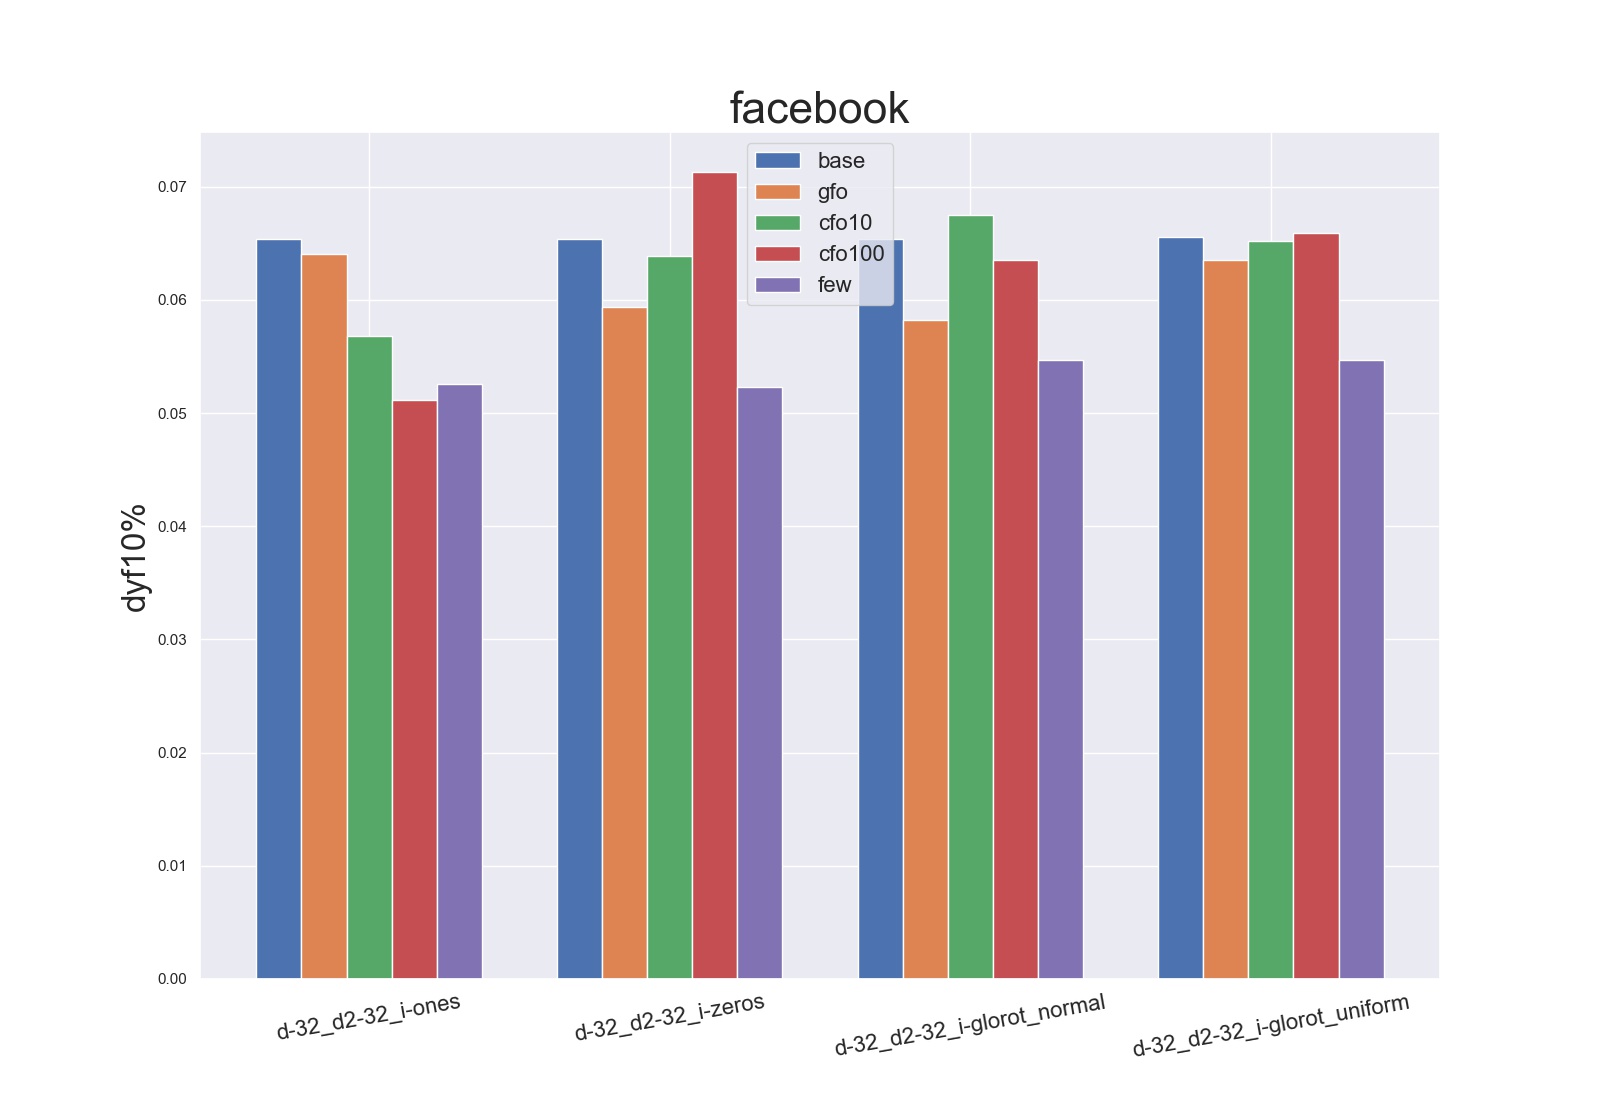 facebook
base
gfo
cfo10
cfo100
few
dyf10%
0.07
0.06
0.05
0.04
0.03
0.02
0.01
0.00
d-32_d2-32_i-ones
d-32_d2-32_i-zeros
d-32_d2-32_i-glorot_normal
d-32_d2-32_i-glorot_uniform